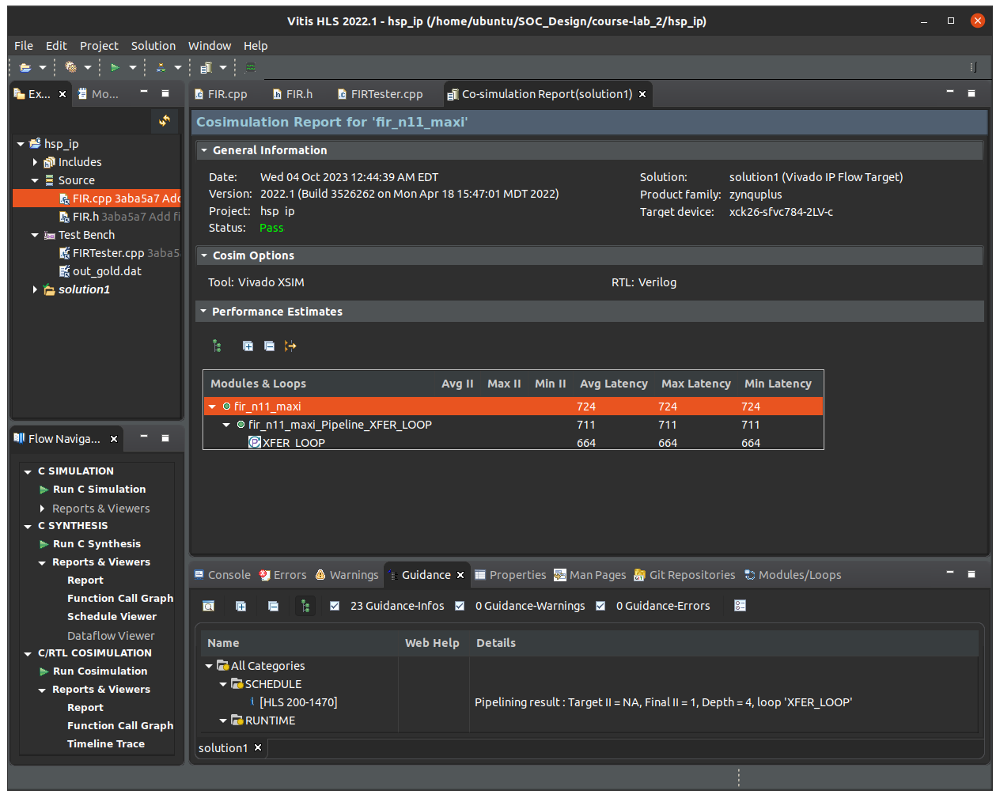 Vitis HLS 2022.1 - hsp_ip (/home/ubuntu/SOC_Design/course-lab_2/hsp_ip)
File Edit Project Solution Window Help
Ex... Mo...
hsp_ip
Includes
Source
FIR.cpp 3aba5a7 Add
FIR.h 3aba5a7 Add fi
Test Bench
FIRTester.cpp 3aba5
out_gold.dat
solution1
Flow Naviga...
C SIMULATION
Run C Simulation
Reports & Viewers
C SYNTHESIS
Run C Synthesis
Reports & Viewers
Report
Function Call Graph
Schedule Viewer
Dataflow Viewer
C/RTL COSIMULATION
Run Cosimulation
Reports & Viewers
Report
Function Call Graph
Timeline Trace
FIR.cpp FIR.h FIRTester.cpp Co-simulation Report(solution1)
Cosimulation Report for 'fir_n11_maxi'
General Information
Date: Wed 04 Oct 2023 12:44:39 AM EDT
Version: 2022.1 (Build 3526262 on Mon Apr 18 15:47:01 MDT 2022)
Project: hsp ip
Status: Pass
Solution: solution1 (Vivado IP Flow Target)
Product family: zynquplus
Target device: xck26-sfvc784-2LV-c
Cosim Options
Tool: Vivado XSIM RTL: Verilog
Performance Estimates
Modules & Loops Avg II Max II Min II Avg Latency Max Latency Min Latency
fir_n11_maxi 724 724 724
fir_n11_maxi_Pipeline_XFER_LOOP 711 711 711
XFER_LOOP 664 664 664
Console Errors Warnings Guidance Properties Man Pages Git Repositories Modules/Loops
23 Guidance-Infos 0 Guidance-Warnings 0 Guidance-Errors
Name Web Help Details
All Categories
SCHEDULE
[HLS 200-1470] Pipelining result : Target II = NA, Final II = 1, Depth = 4, loop 'XFER_LOOP'
RUNTIME
solution1